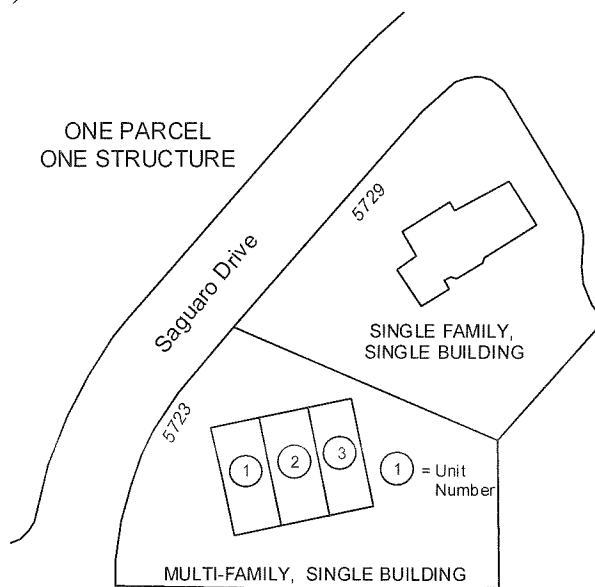 ONE PARCEL
ONE STRUCTURE
5729
Saguaro Drive
SINGLE FAMILY,
SINGLE BUILDING
5723
1
2
3
1 = Unit
Number
MULTI-FAMILY, SINGLE BUILDING